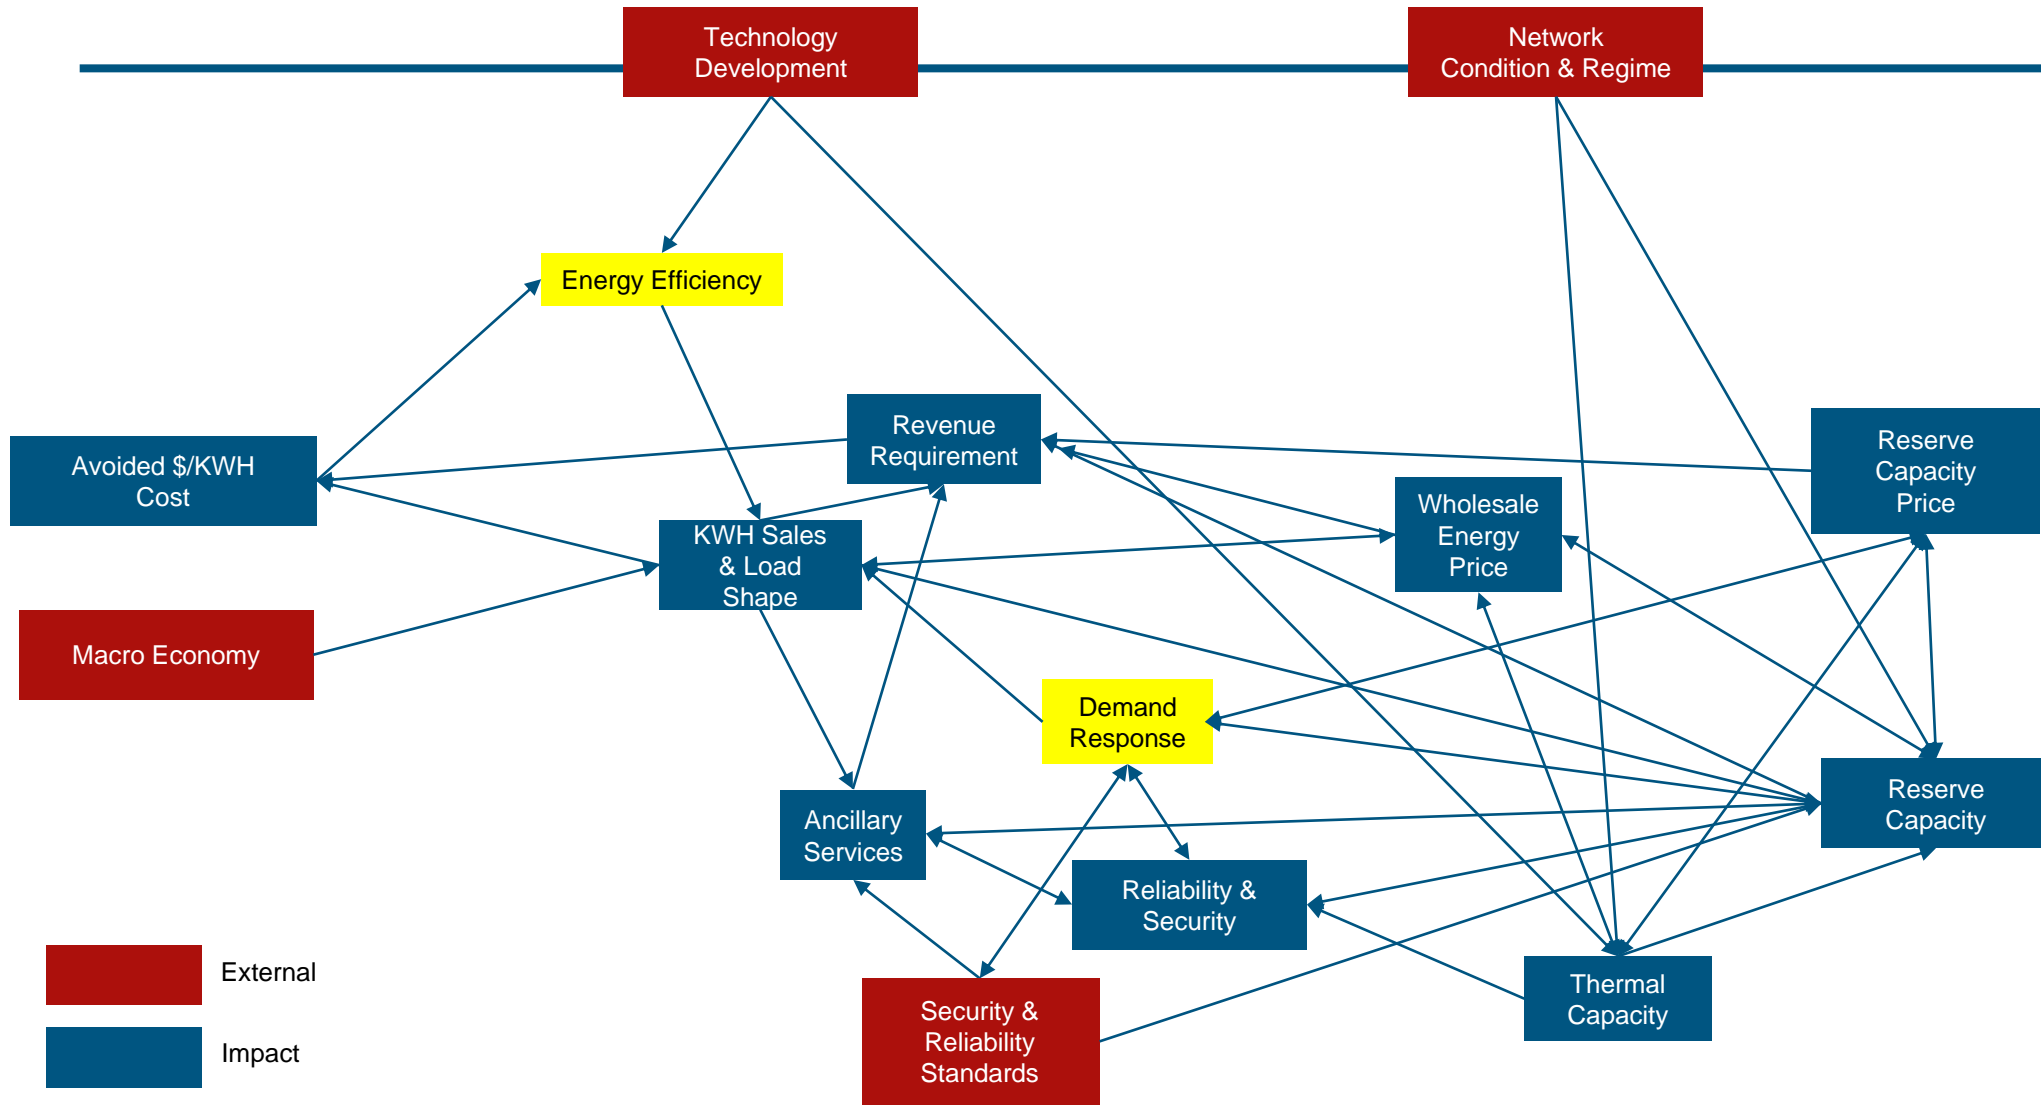 Technology
Development
Network
Condition & Regime
Energy Efficiency
Revenue
Requirement
Reserve
Capacity
Price
Avoided $/KWH
Cost
Wholesale
Energy
Price
KWH Sales
& Load
Shape
Macro Economy
Demand
Response
Reserve
Capacity
Ancillary
Services
Reliability &
Security
Thermal
Capacity
Security &
Reliability
Standards
External
Impact